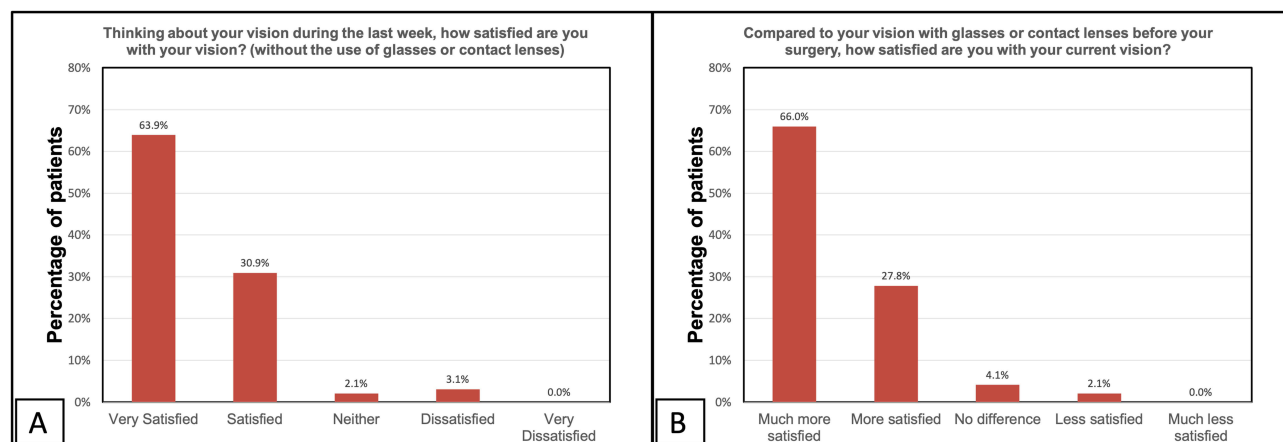 Thinking about your vision during the last week, how satisfied are you
with your vision? (without the use of glasses or contact lenses)
80%
70%
60%
50%
40%
30%
20%
10%
0%
Percentage of patients
63.9%
30.9%
2.1%
3.1%
0.0%
Very Satisfied
Satisfied
Neither
Dissatisfied
Very
Dissatisfied
A
Compared to your vision with glasses or contact lenses before your
surgery, how satisfied are you with your current vision?
80%
70%
60%
50%
40%
30%
20%
10%
0%
Percentage of patients
66.0%
27.8%
4.1%
2.1%
0.0%
Much more
satisfied
More satisfied
No difference
Less satisfied
Much less
satisfied
B